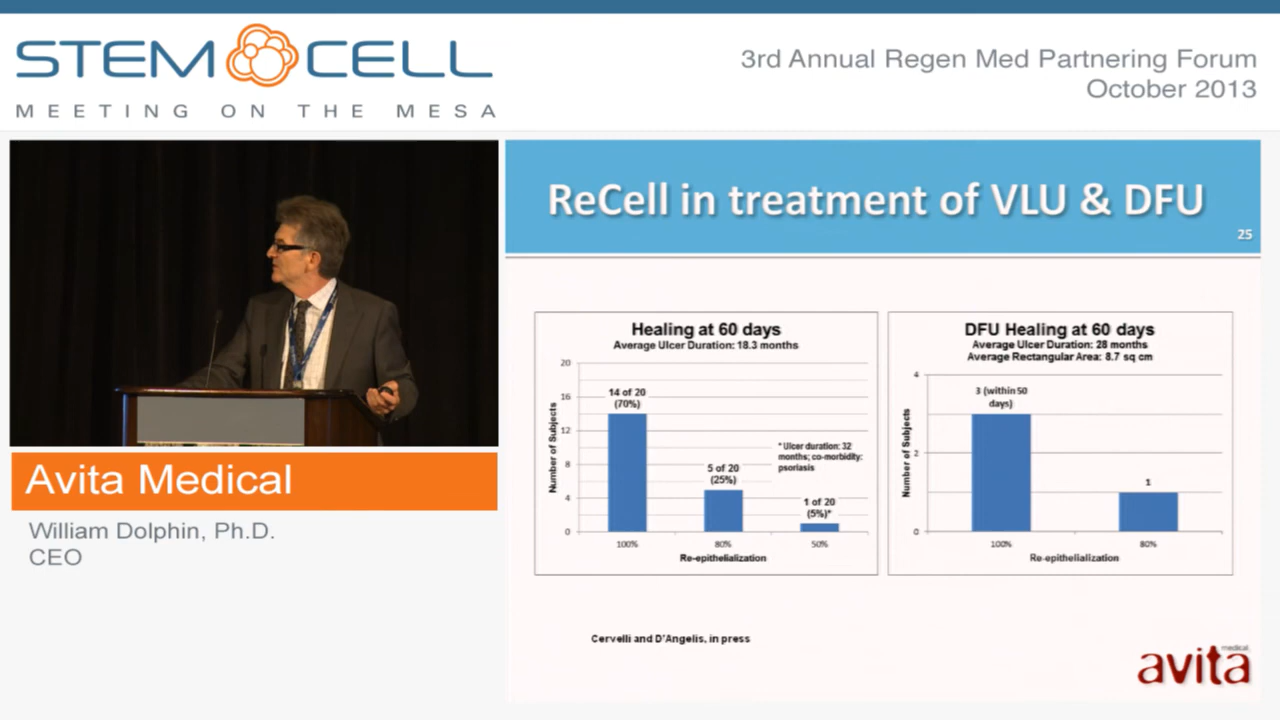 STEM CELL
MEETING ON THE MESA
3rd Annual Regen Med Partnering Forum
October 2013
Avita Medical
William Dolphin, Ph.D.
CEO
ReCell in treatment of VLU & DFU
25
Healing at 60 days
Average Ulcer Duration: 18.3 months
20
16
12
8
4
0
Number of Subjects
14 of 20
(70%)
5 of 20
(25%)
* Ulcer duration: 32
months; co-morbidity:
psoriasis
1 of 20
(5%)*
100%
80%
50%
Re-epithelialization
DFU Healing at 60 days
Average Ulcer Duration: 28 months
Average Rectangular Area: 8.7 sq cm
4
2
0
Number of Subjects
3 (within 50
days)
1
100%
80%
Re-epithelialization
Cervelli and D'Angelis, in press
medical
avita